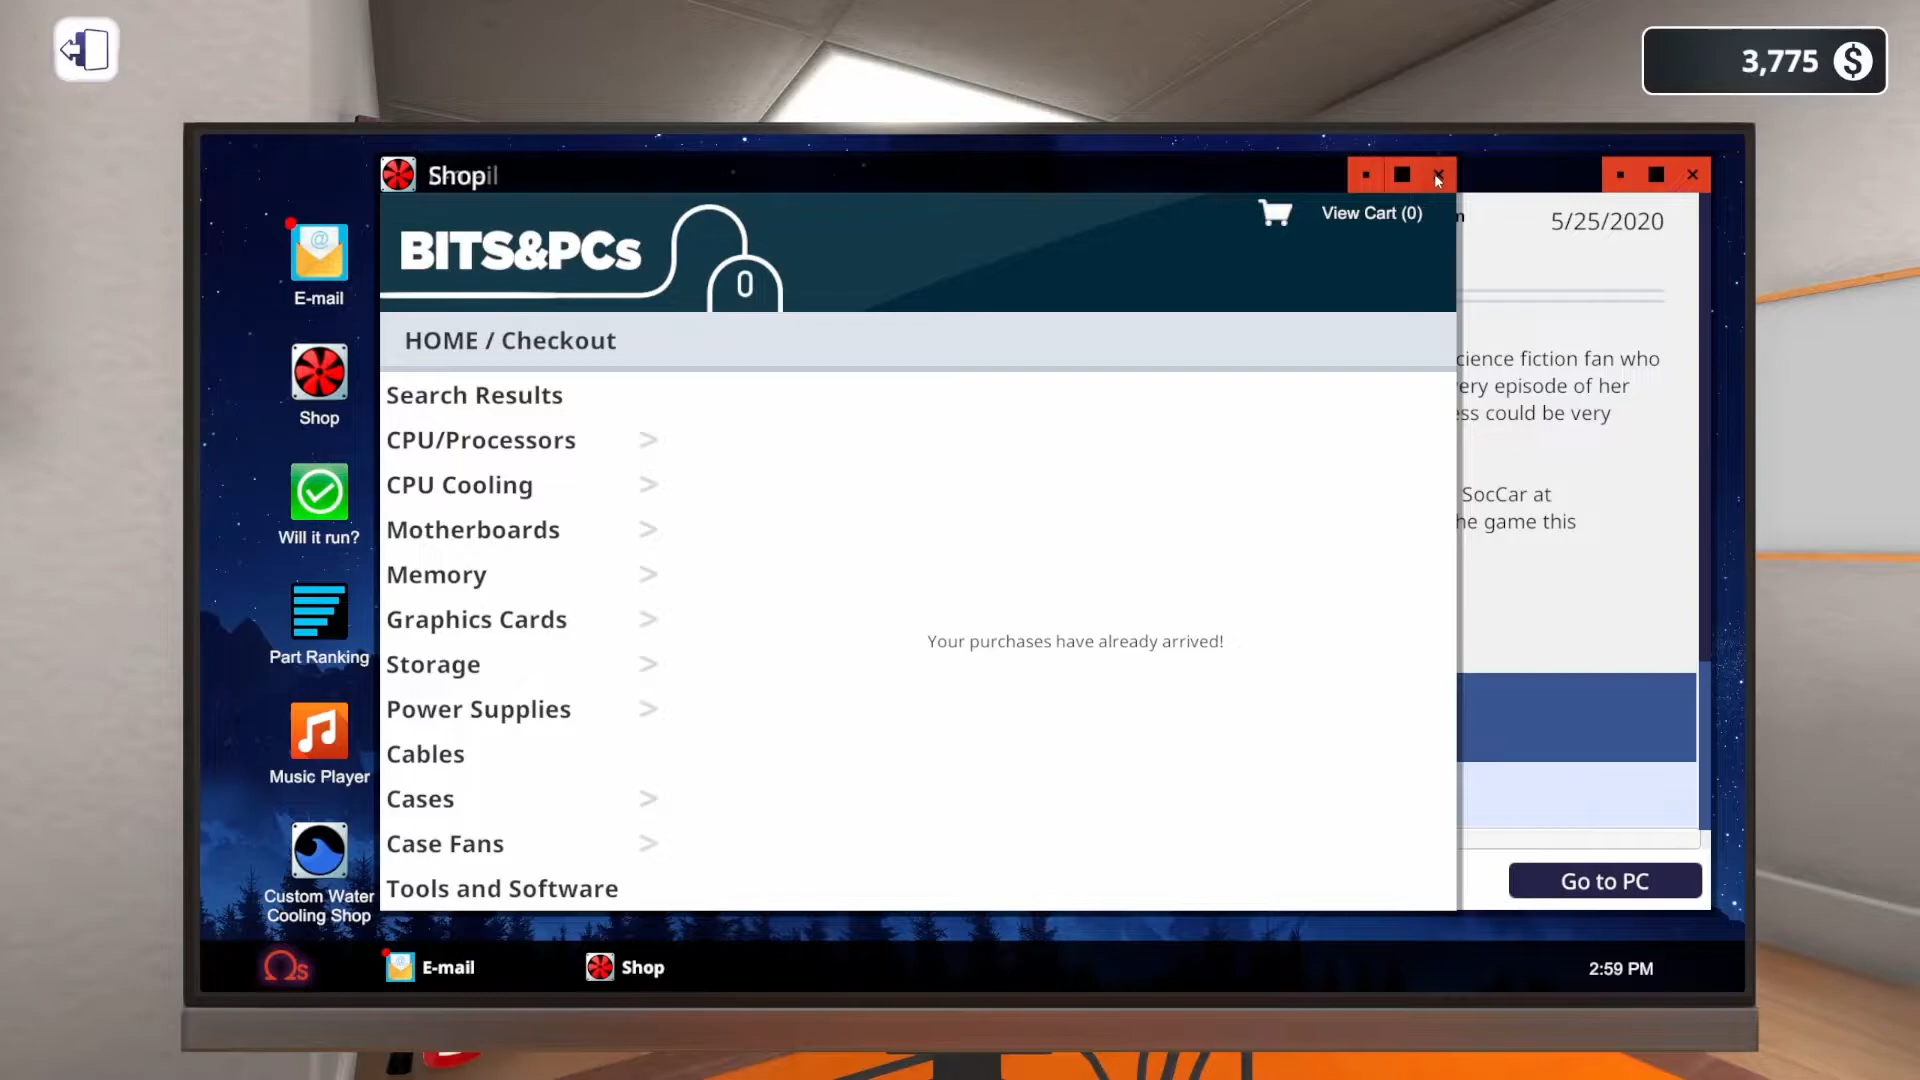 3,775 $
Shop
View Cart (0)
BITS&PCs
5/25/2020
HOME / Checkout
E-mail
Shop
Will it run?
Part Ranking
Music Player
Custom Water
Cooling Shop
Search Results
CPU/Processors >
CPU Cooling >
Motherboards >
Memory >
Graphics Cards >
Storage >
Power Supplies >
Cables
Cases >
Case Fans >
Tools and Software
Your purchases have already arrived!
cience fiction fan who
ery episode of her
ss could be very
SocCar at
he game this
Go to PC
Ωs
E-mail
Shop
2:59 PM